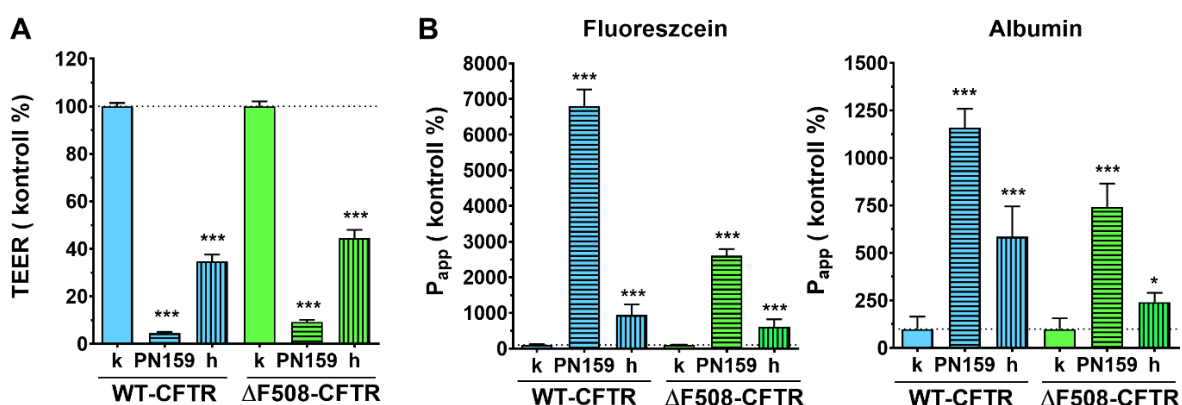 A
TEER ( kontroll %)
120
100
80
60
40
20
0
***
***
***
***
k PN159 h k PN159 h
WT-CFTR ΔF508-CFTR
B
Fluoreszcein
Papp ( kontroll %)
8000
7000
6000
5000
4000
3000
2000
1000
0
***
***
***
***
k PN159 h k PN159 h
WT-CFTR ΔF508-CFTR
Albumin
Papp ( kontroll %)
1500
1250
1000
750
500
250
0
***
***
***
*
k PN159 h k PN159 h
WT-CFTR ΔF508-CFTR